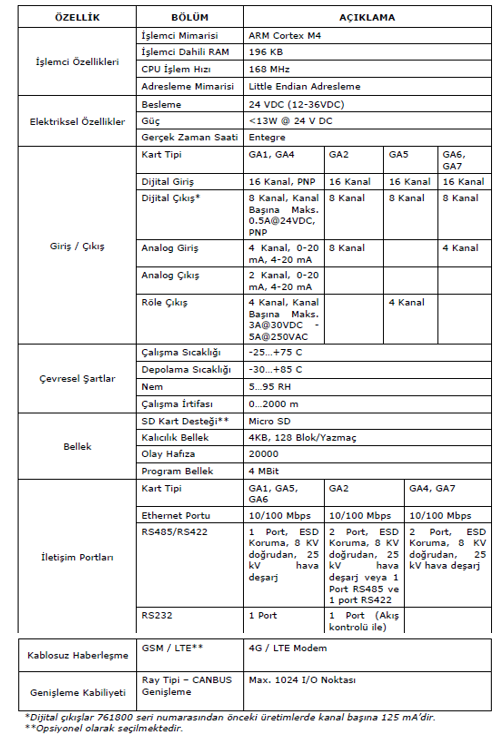 ÖZELLİK BÖLÜM AÇIKLAMA
İşlemci Özellikleri
İşlemci Mimarisi ARM Cortex M4
İşlemci Dahili RAM 196 KB
CPU İşlem Hızı 168 MHz
Adresleme Mimarisi Little Endian Adresleme
Elektriksel Özellikler
Besleme 24 VDC (12-36VDC)
Güç <13W @ 24 V DC
Gerçek Zaman Saati Entegre
Giriş / Çıkış
Kart Tipi GA1, GA4 GA2 GA5 GA6,
GA7
Dijital Giriş 16 Kanal, PNP 16 Kanal 16 Kanal 16 Kanal
Dijital Çıkış* 8 Kanal, Kanal 8 Kanal 8 Kanal 8 Kanal
Başına Maks.
0.5A@24VDC,
PNP
Analog Giriş 4 Kanal, 0-20 8 Kanal 4 Kanal
mA, 4-20 mA
Analog Çıkış 2 Kanal, 0-20
mA, 4-20 mA
Röle Çıkış 4 Kanal, Kanal 4 Kanal
Başına Maks.
3A@30VDC -
5A@250VAC
Çevresel Şartlar
Çalışma Sıcaklığı -25...+75 C
Depolama Sıcaklığı -30...+85 C
Nem 5...95 RH
Çalışma İrtifası 0...2000 m
Bellek
SD Kart Desteği** Micro SD
Kalıcılık Bellek 4KB, 128 Blok/Yazmaç
Olay Hafıza 20000
Program Bellek 4 MBit
İletişim Portları
Kart Tipi GA1, GA5, GA2 GA4, GA7
GA6
Ethernet Portu 10/100 Mbps 10/100 Mbps 10/100 Mbps
RS485/RS422 1 Port, ESD 2 Port, ESD 2 Port, ESD
Koruma, 8 KV Koruma, 8 KV Koruma, 8 KV
doğrudan, 25 doğrudan, 25 doğrudan, 25
kV hava kV hava kV hava deşarj
deşarj deşarj veya 1
Port RS485 ve
1 port RS422
RS232 1 Port 1 Port (Akış
kontrolü ile)
Kablosuz Haberleşme GSM / LTE** 4G / LTE Modem
Genişleme Kabiliyeti Ray Tipi – CANBUS Max. 1024 I/O Noktası
Genişleme
*Dijital çıkışlar 761800 seri numarasından önceki üretimlerde kanal başına 125 mA'dir.
**Opsiyonel olarak seçilmektedir.